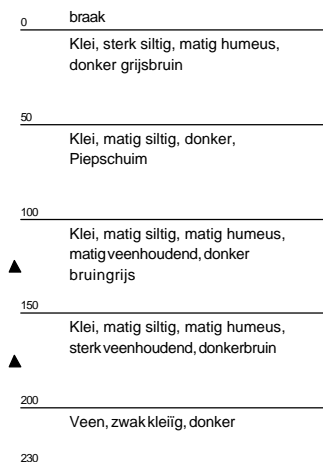 braak
0
Klei, sterk siltig, matig humeus,
donker grijsbruin
50
Klei, matig siltig, donker,
Piepschuim
100
Klei, matig siltig, matig humeus,
matig veenhoudend, donker
bruingrijs
150
Klei, matig siltig, matig humeus,
sterk veenhoudend, donkerbruin
200
Veen, zwak kleiïg, donker
230